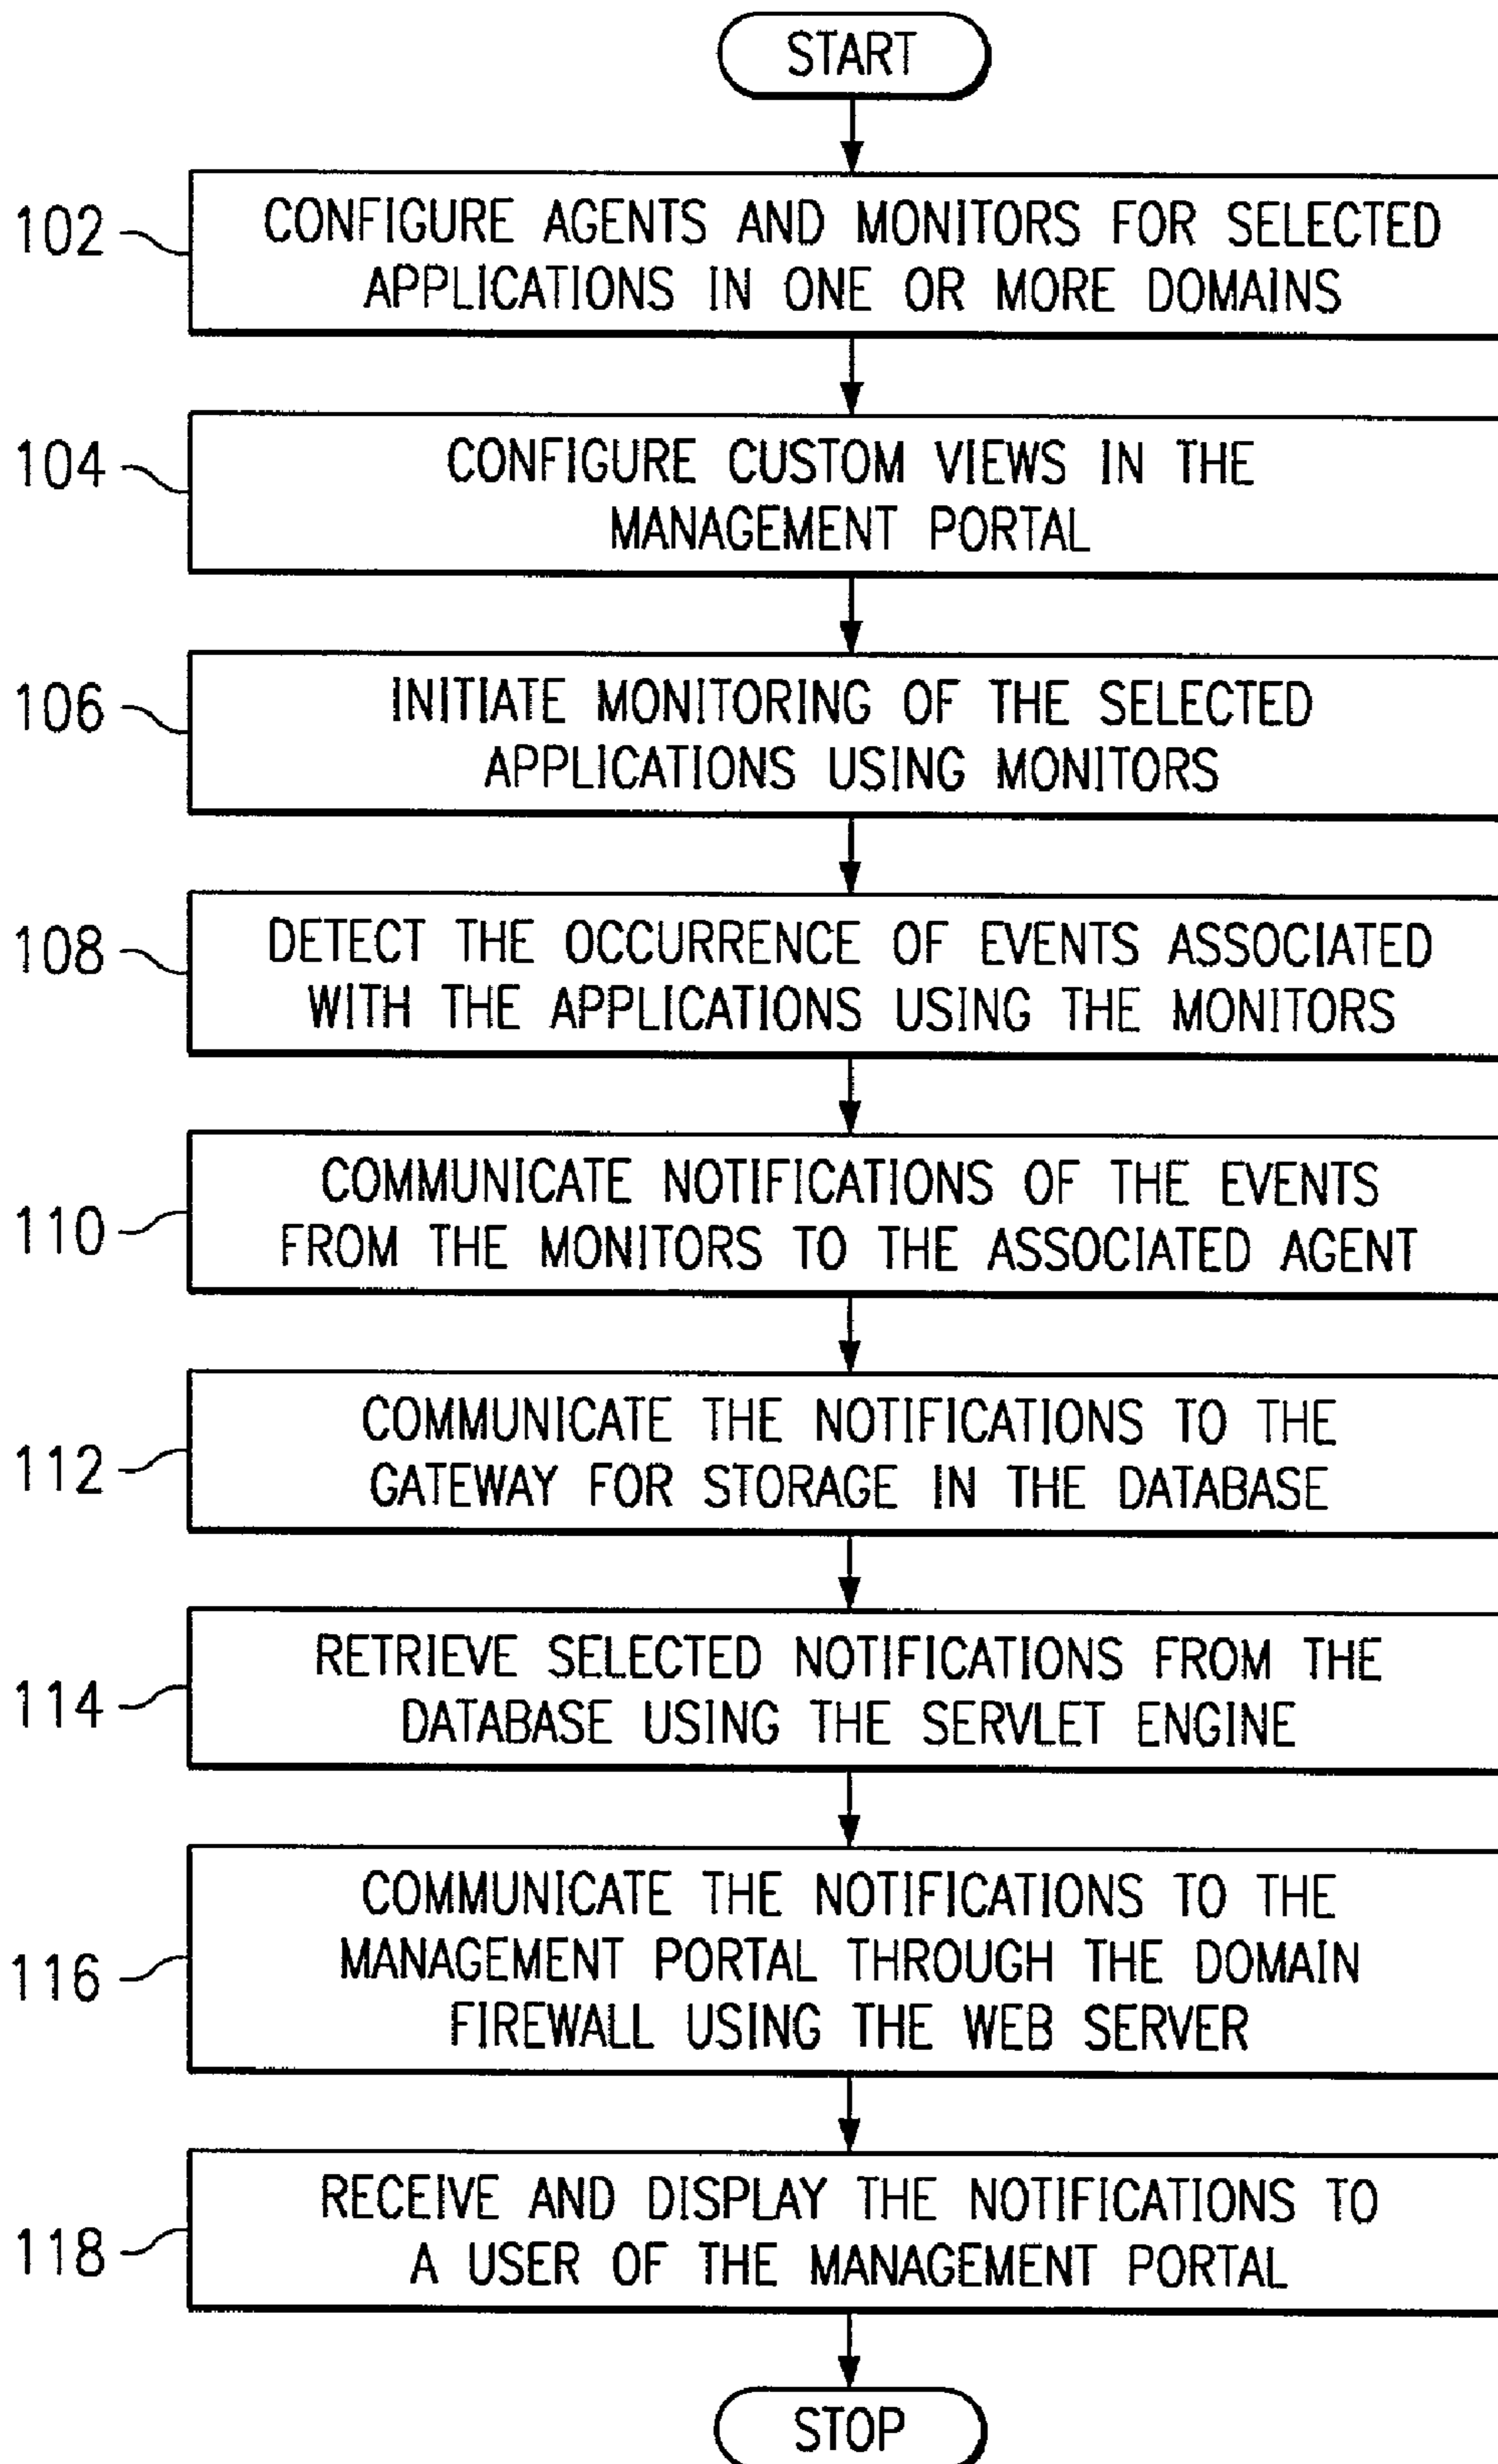 START
102
CONFIGURE AGENTS AND MONITORS FOR SELECTED
APPLICATIONS IN ONE OR MORE DOMAINS
104
CONFIGURE CUSTOM VIEWS IN THE
MANAGEMENT PORTAL
106
INITIATE MONITORING OF THE SELECTED
APPLICATIONS USING MONITORS
108
DETECT THE OCCURRENCE OF EVENTS ASSOCIATED
WITH THE APPLICATIONS USING THE MONITORS
110
COMMUNICATE NOTIFICATIONS OF THE EVENTS
FROM THE MONITORS TO THE ASSOCIATED AGENT
112
COMMUNICATE THE NOTIFICATIONS TO THE
GATEWAY FOR STORAGE IN THE DATABASE
114
RETRIEVE SELECTED NOTIFICATIONS FROM THE
DATABASE USING THE SERVLET ENGINE
116
COMMUNICATE THE NOTIFICATIONS TO THE
MANAGEMENT PORTAL THROUGH THE DOMAIN
FIREWALL USING THE WEB SERVER
118
RECEIVE AND DISPLAY THE NOTIFICATIONS TO
A USER OF THE MANAGEMENT PORTAL
STOP